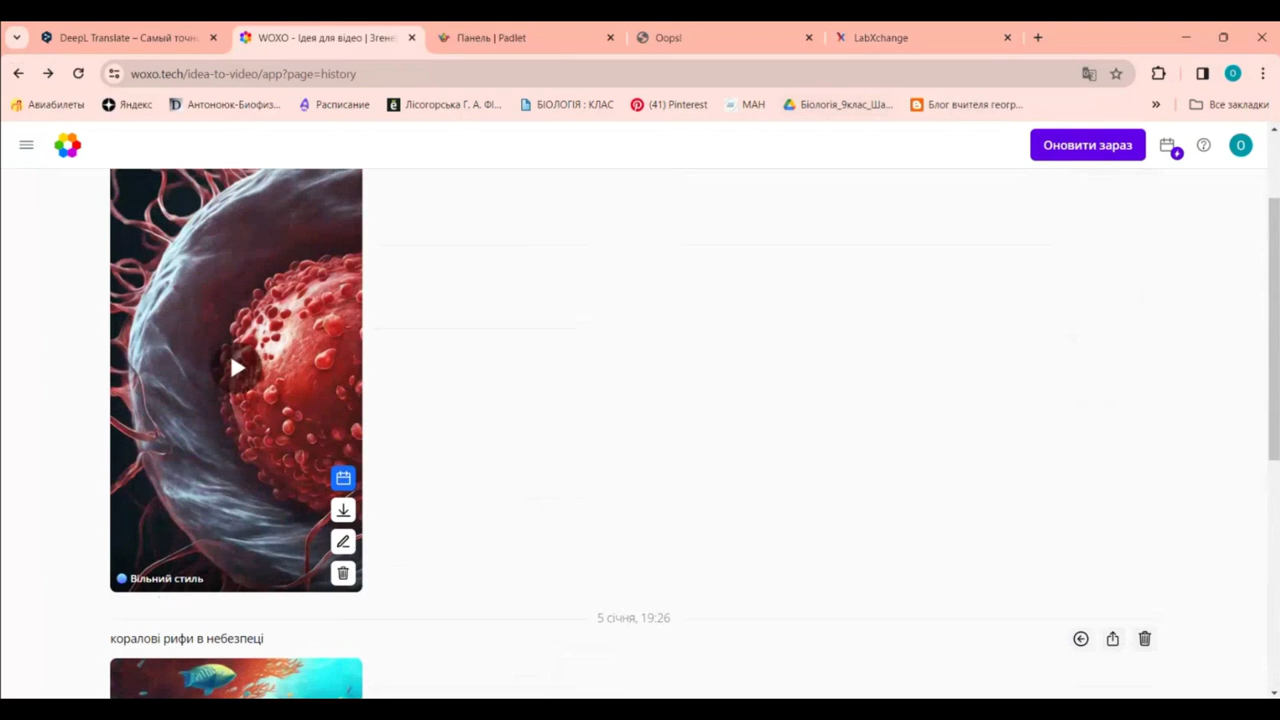 DeepL Translate – Самый точн
WOXO - Ідея для відео | Згене
Панель | Padlet
Oops!
LabXchange
woxo.tech/idea-to-video/app?page=history
Авиабилеты
Яндекс
Антонюк-Биофиз...
Расписание
Лісогорська Г. А. ФІ...
БІОЛОГІЯ : КЛАС
(41) Pinterest
МАН
Біологія_9клас_Ша...
Блог вчителя геогр...
»
Все закладки
Оновити зараз
O
Вільний стиль
5 січня, 19:26
коралові рифи в небезпеці